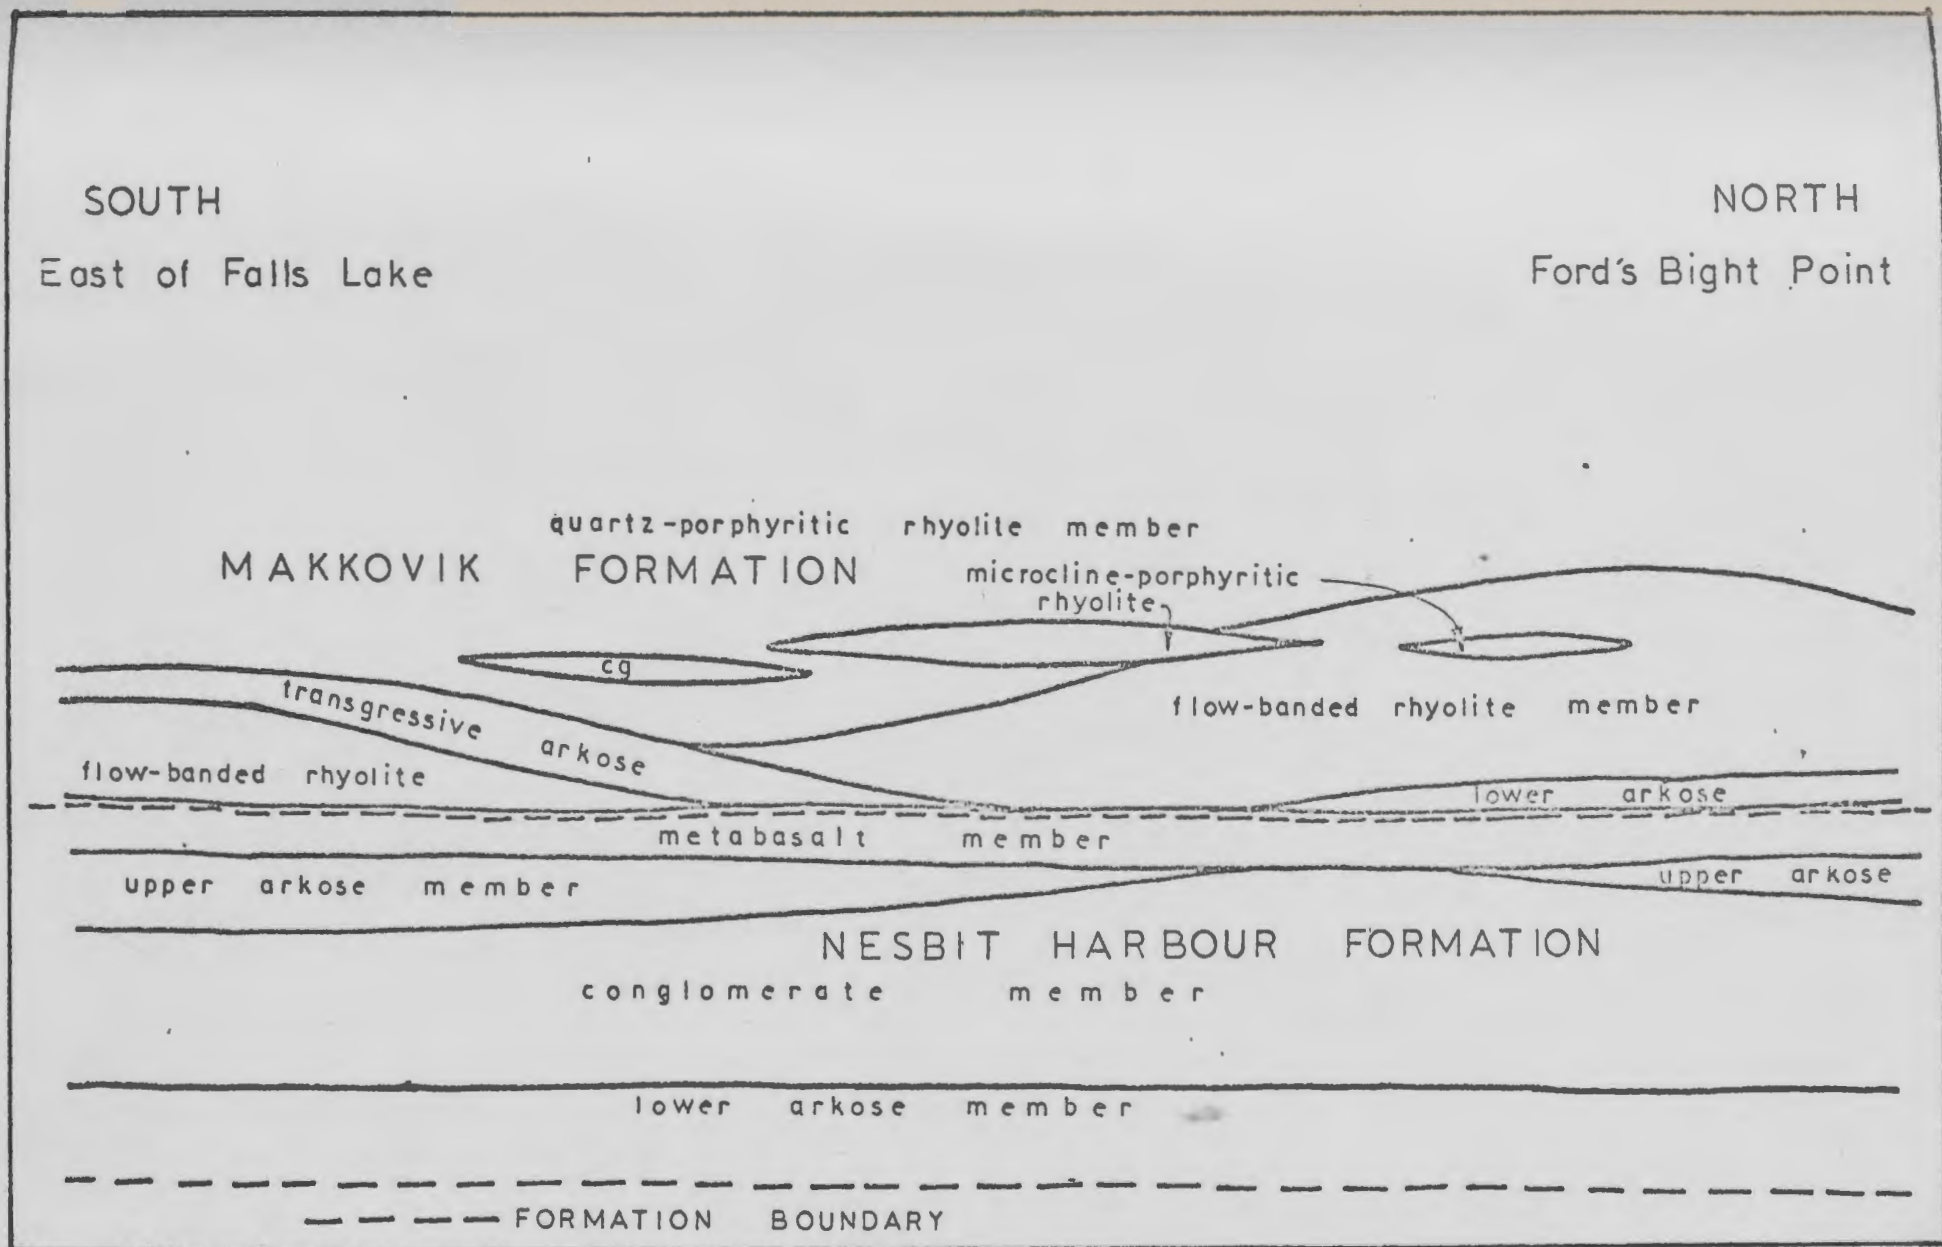 SOUTH
NORTH
East of Falls Lake
Ford's Bight Point
quartz-porphyritic rhyolite member
MAKKOVIK FORMATION
microcline-porphyritic
rhyolite
cg
transgressive arkose
flow-banded rhyolite member
flow-banded rhyolite
lower arkose
metabasalt member
upper arkose member
upper arkose
NESBIT HARBOUR FORMATION
conglomerate member
lower arkose member
FORMATION BOUNDARY